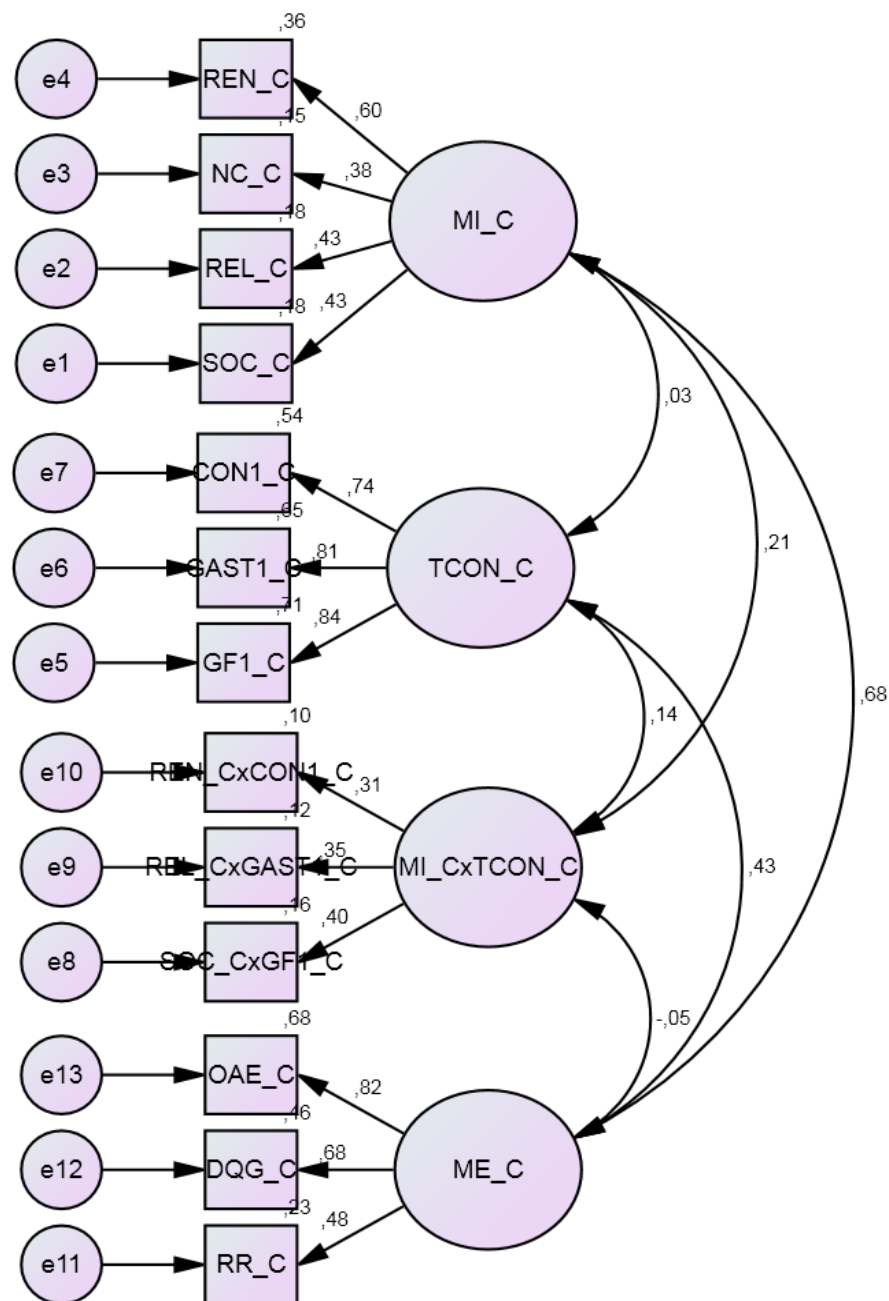 ,36
e4
REN_C
,60
,15
e3
NC_C
,38
MI_C
,18
e2
REL_C
,43
,18
,43
e1
SOC_C
,03
,54
e7
CON1_C
,74
,21
,65
e6
GAST1_C
,81
TCON_C
,71
,84
e5
GF1_C
,68
,10
,14
e10
REN_CxCON1_C
,31
,12
,35
e9
REL_CxGAST1_C
MI_CxTCON_C
,43
,16
,40
e8
SOC_CxGF1_C
,68
-,05
e13
OAE_C
,82
,46
,68
e12
DQG_C
ME_C
,23
,48
e11
RR_C